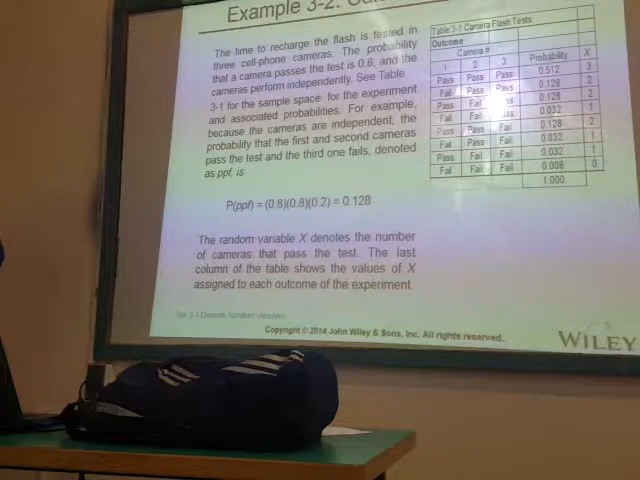 Example 3-2:
The time to recharge the flash is tested in
three cell-phone cameras. The probability
that a camera passes the test is 0.8, and the
cameras perform independently. See Table
3-1 for the sample space for the experiment
and associated probabilities. For example,
because the cameras are independent, the
probability that the first and second cameras
pass the test and the third one fails, denoted
as ppf, is
P(ppf) = (0.8)(0.8)(0.2) = 0.128
The random variable X denotes the number
of cameras that pass the test. The last
column of the table shows the values of X
assigned to each outcome of the experiment.
Table 3-1 Camera Flash Tests
Outcome
Camera #
1 2 3 Probability X
Pass Pass Pass 0.512 3
Fail Pass Pass 0.128 2
Pass Fail 0.128 2
Fail Fail 0.032 1
Pass Pass Fail 0.128 2
Fail Pass Fail 0.032 1
Pass Fail Fail 0.032 1
Fail Fail Fail 0.008 0
1.000
Sec 3-1 Discrete Random Variables
Copyright © 2014 John Wiley & Sons, Inc. All rights reserved.
WILEY